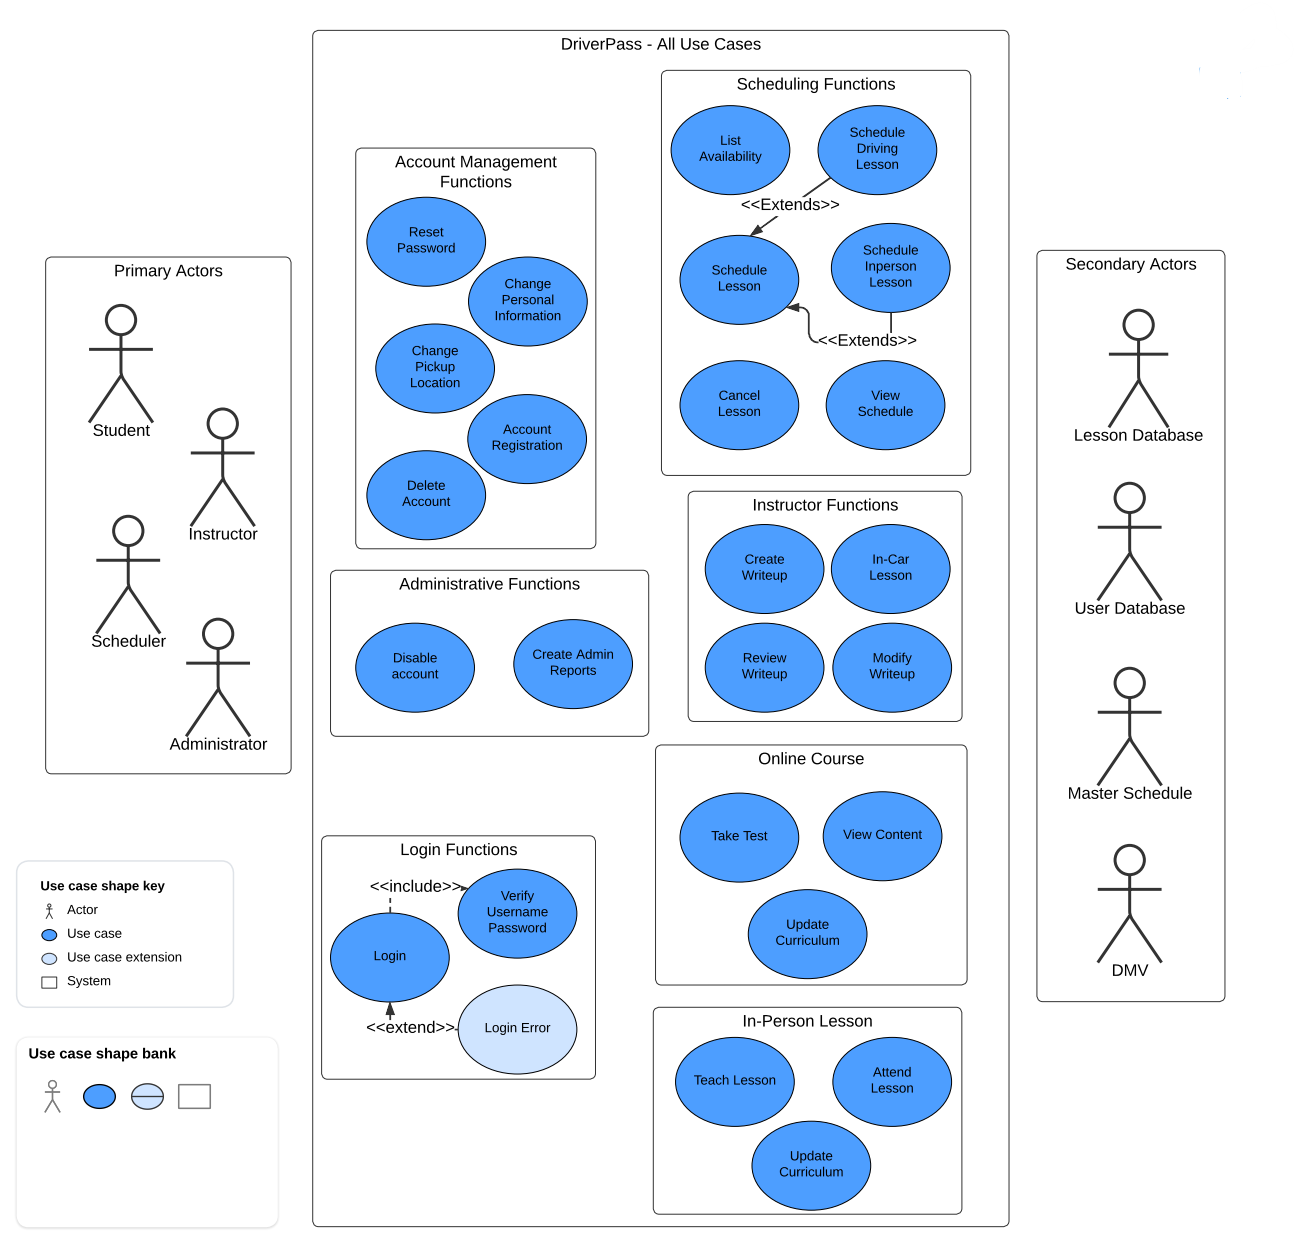 DriverPass - All Use Cases
Primary Actors
Student
Instructor
Scheduler
Administrator
Use case shape key
Actor
Use case
Use case extension
System
Use case shape bank
Account Management
Functions
Reset
Password
Change
Personal
Information
Change
Pickup
Location
Account
Registration
Delete
Account
Administrative Functions
Disable
account
Create Admin
Reports
Login Functions
<<include>>
Verify
Username
Password
Login
<<extend>>
Login Error
Scheduling Functions
List
Availability
Schedule
Driving
Lesson
<<Extends>>
Schedule
Lesson
Schedule
Inperson
Lesson
<<Extends>>
Cancel
Lesson
View
Schedule
Instructor Functions
Create
Writeup
In-Car
Lesson
Review
Writeup
Modify
Writeup
Online Course
Take Test
View Content
Update
Curriculum
In-Person Lesson
Teach Lesson
Attend
Lesson
Update
Curriculum
Secondary Actors
Lesson Database
User Database
Master Schedule
DMV